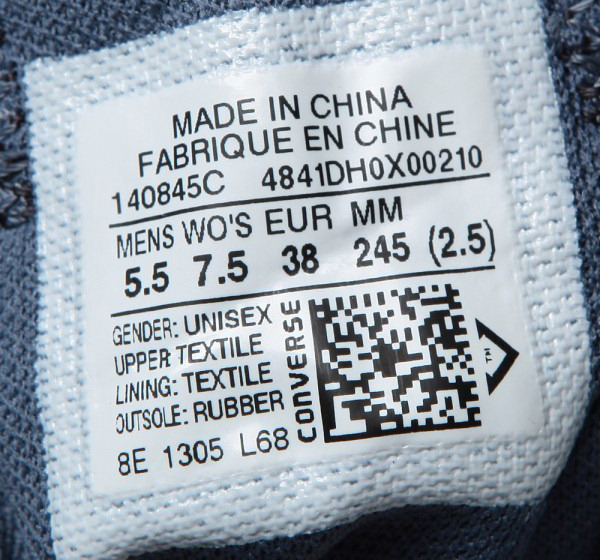 MADE IN CHINA
FABRIQUE EN CHINE
140845C 4841DH0X00210
MENS WO'S EUR MM
5.5 7.5 38 245 (2.5)
GENDER: UNISEX
UPPER TEXTILE
LINING: TEXTILE
OUTSOLE: RUBBER
8E 1305 L68
CONVERSE
TM